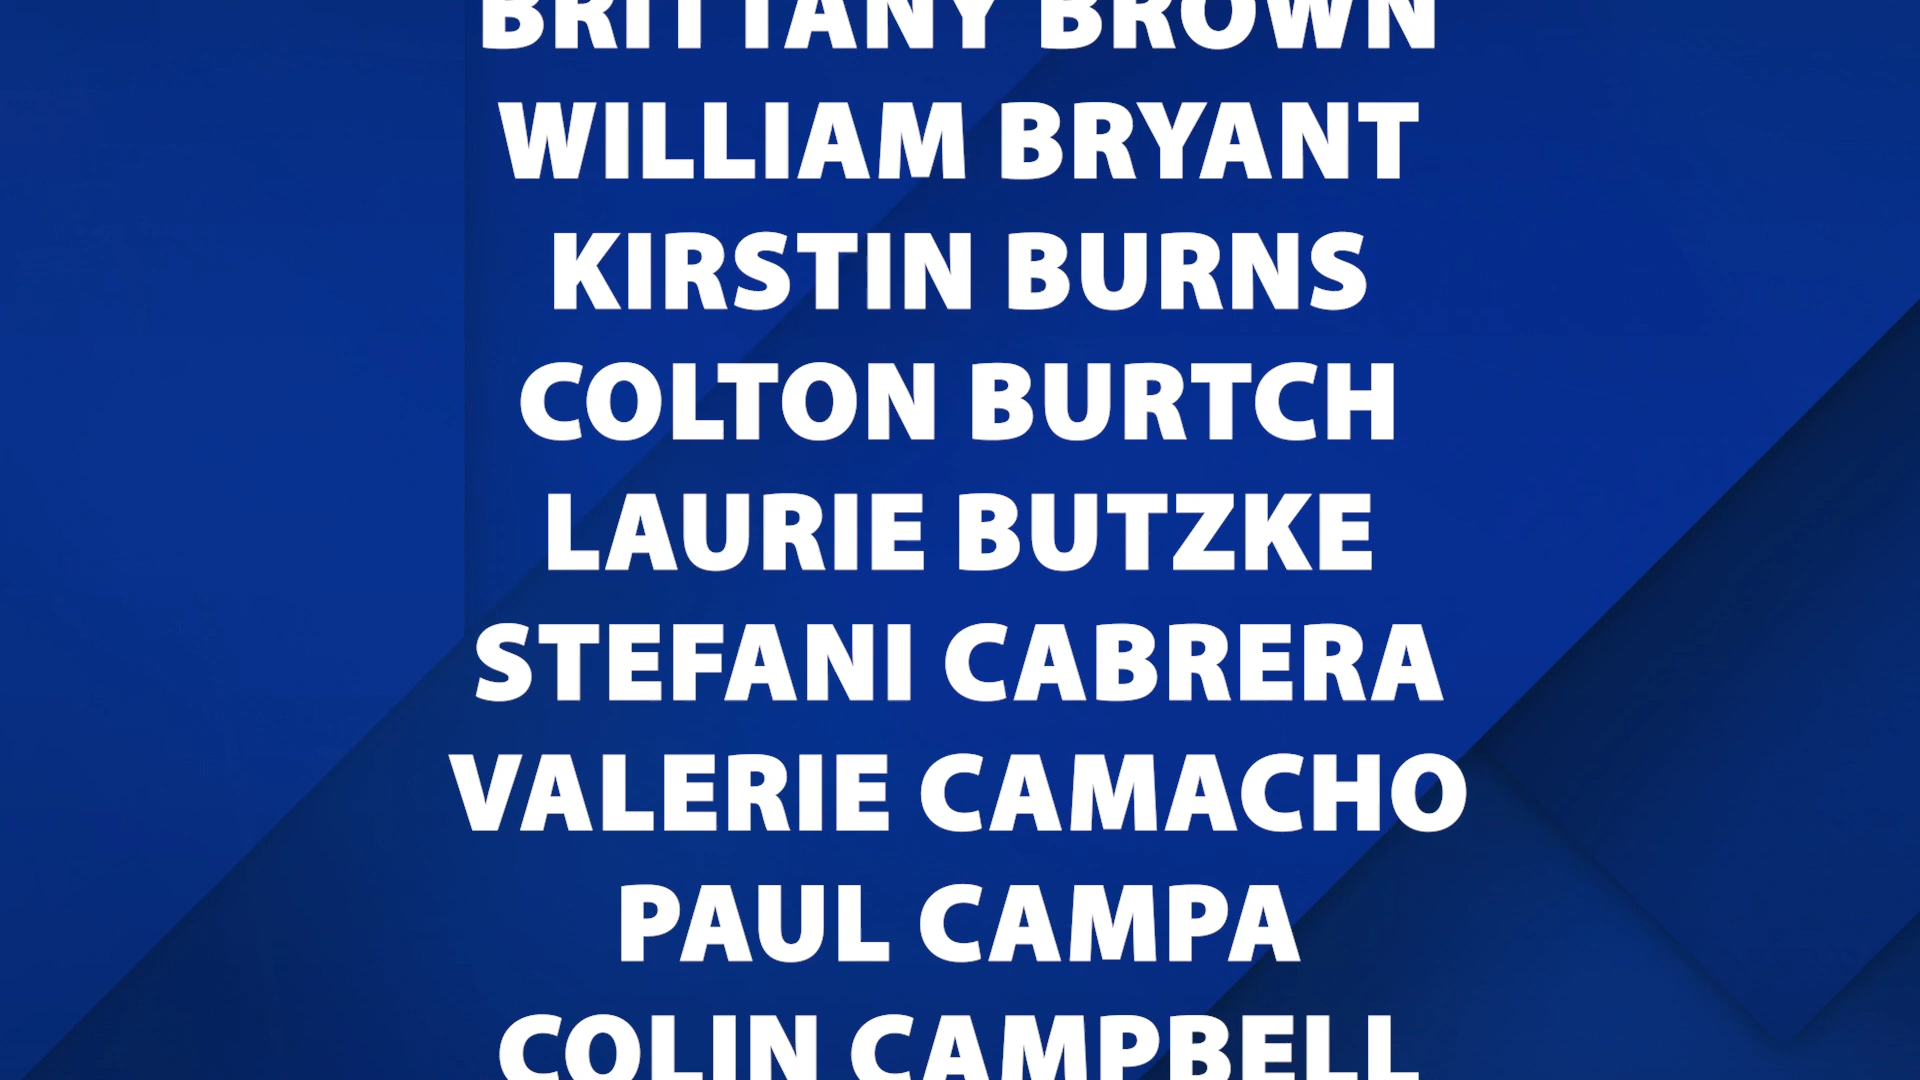 BRITTANY BROWN
WILLIAM BRYANT
KIRSTIN BURNS
COLTON BURTCH
LAURIE BUTZKE
STEFANI CABRERA
VALERIE CAMACHO
PAUL CAMPA
COLIN CAMPBELL